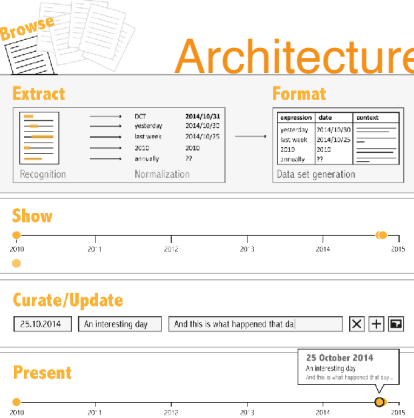 Browse
Architecture
Extract
Format
DCT 2014/10/31
yesterday 2014/10/30
last week 2014/10/25
2010 2010
annually ??
Recognition
Normalization
expression date context
yesterday 2014/10/30
last week 2014/10/25
2010 2010
annually ??
Data set generation
Show
2010 2011 2012 2013 2014 2015
2010
Curate/Update
25.10.2014 An interesting day And this is what happened that da
25 October 2014
An interesting day
And this is what happened that day...
Present
2010 2011 2012 2013 2014 2015